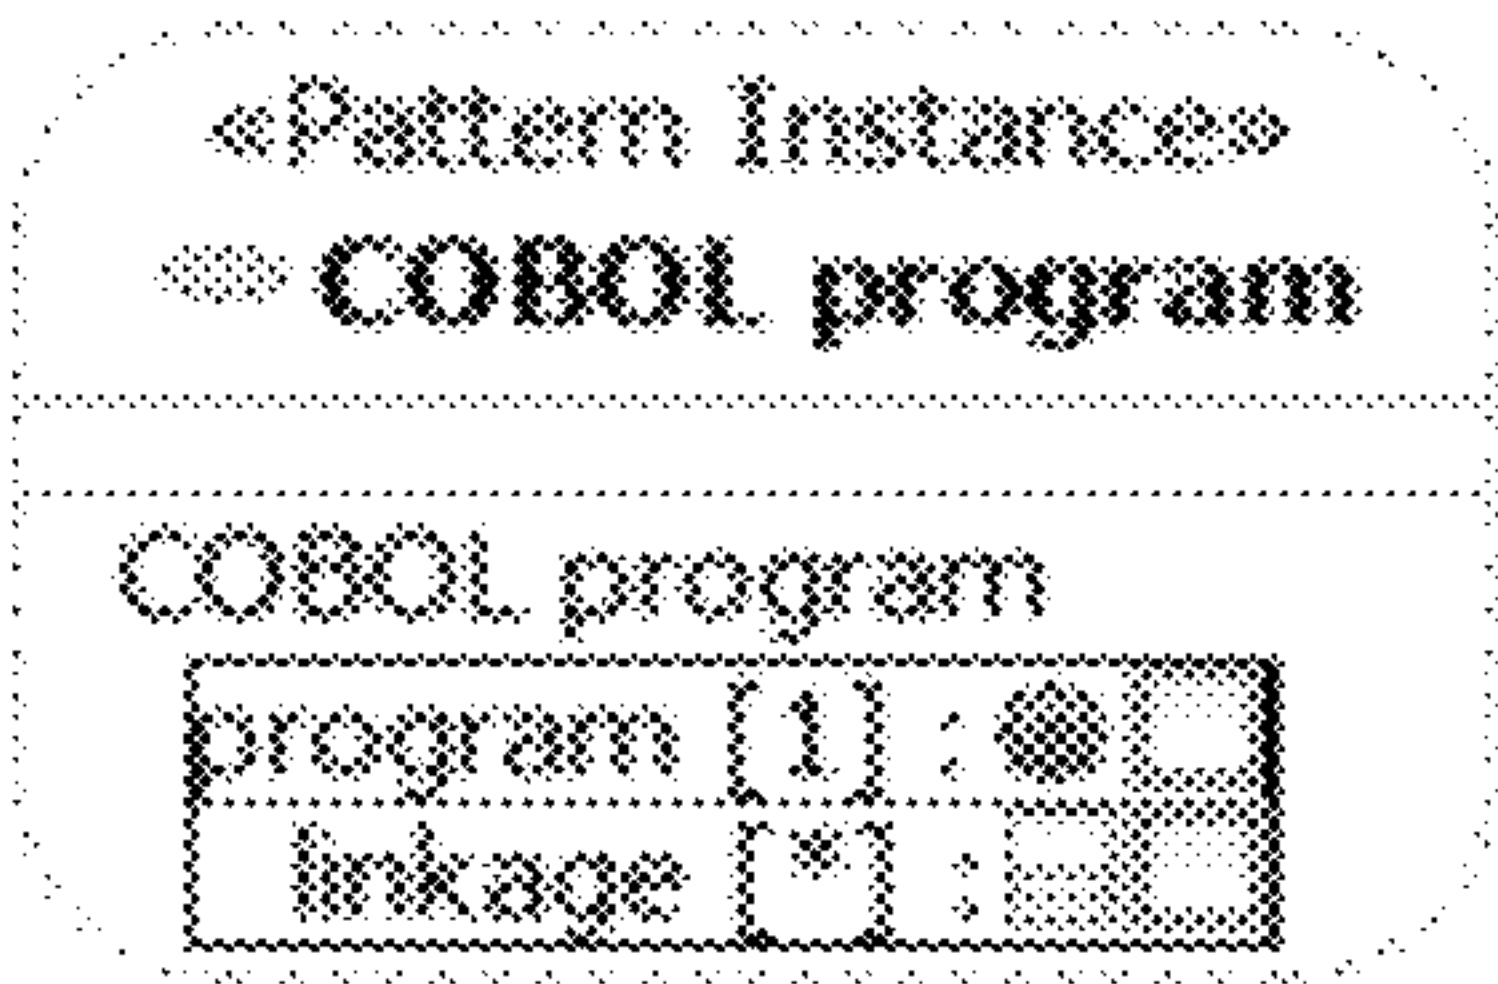 «Pattern Instance»
COBOL program
COBOL program
program [1] :
linkage [*] :